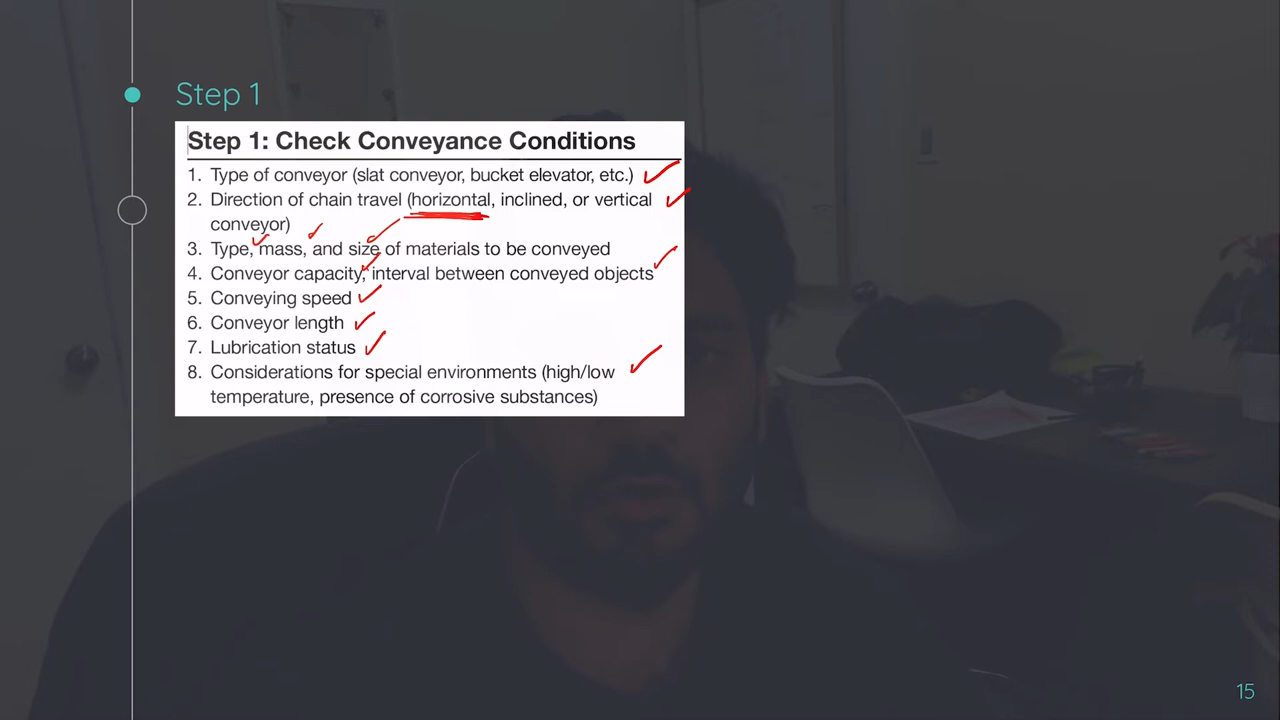 Step 1
Step 1: Check Conveyance Conditions
1. Type of conveyor (slat conveyor, bucket elevator, etc.)
2. Direction of chain travel (horizontal, inclined, or vertical
conveyor)
3. Type, mass, and size of materials to be conveyed
4. Conveyor capacity, interval between conveyed objects
5. Conveying speed
6. Conveyor length
7. Lubrication status
8. Considerations for special environments (high/low
temperature, presence of corrosive substances)
15